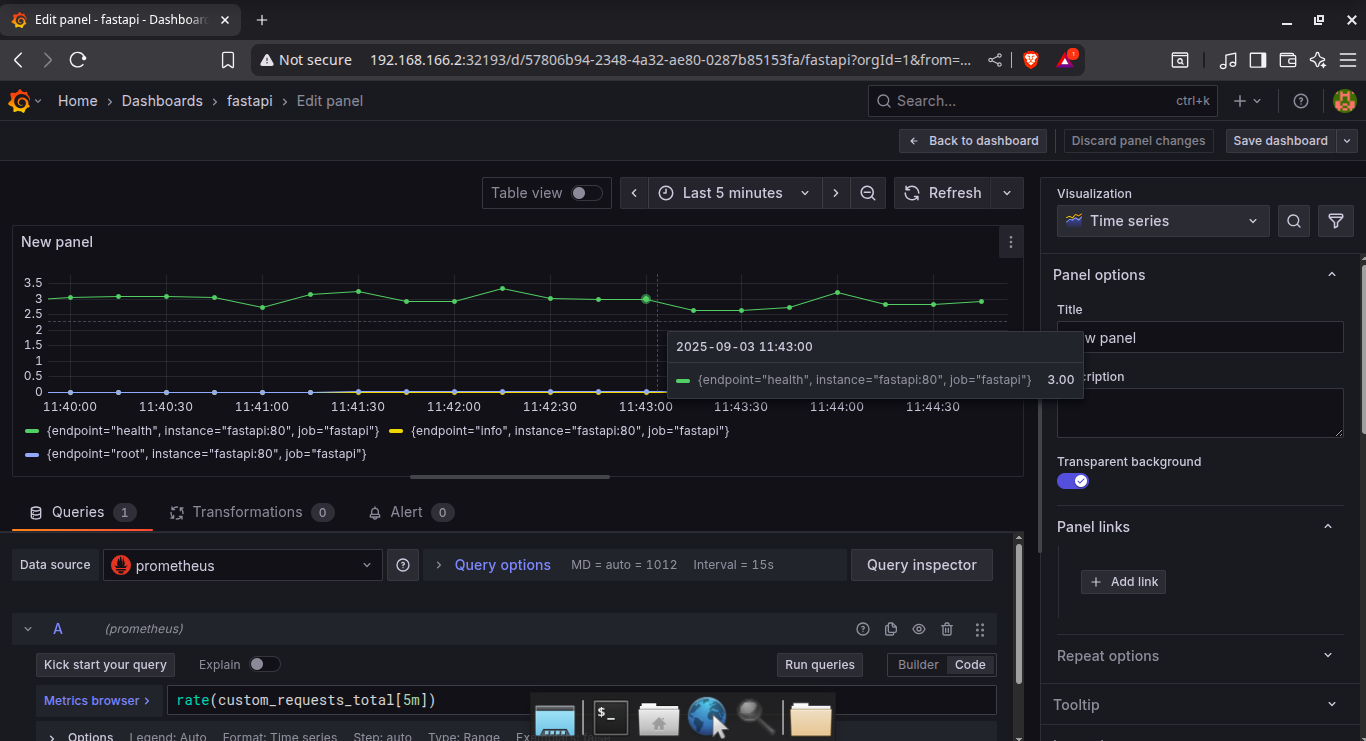 Edit panel - fastapi - Dashboar
Not secure 192.168.166.2:32193/d/57806b94-2348-4a32-ae80-0287b85153fa/fastapi?orgId=1&from=... 1
Home › Dashboards › fastapi › Edit panel
Search... ctrl+k
Back to dashboard Discard panel changes Save dashboard
Table view Last 5 minutes Refresh
Visualization
Time series
New panel
Panel options
Title
w panel
cription
3.5
3
2.5
2
1.5
1
0.5
0
2025-09-03 11:43:00
{endpoint="health", instance="fastapi:80", job="fastapi"} 3.00
11:40:00 11:40:30 11:41:00 11:41:30 11:42:00 11:42:30 11:43:00 11:43:30 11:44:00 11:44:30
{endpoint="health", instance="fastapi:80", job="fastapi"} {endpoint="info", instance="fastapi:80", job="fastapi"}
{endpoint="root", instance="fastapi:80", job="fastapi"}
Transparent background
Queries 1 Transformations 0 Alert 0
Panel links
Add link
Data source prometheus Query options MD = auto = 1012 Interval = 15s Query inspector
A (prometheus)
Repeat options
Kick start your query Explain Run queries Builder Code
Metrics browser > rate(custom_requests_total[5m])
Tooltip
Options Legend: Auto Format: Time series Step: auto Type: Range